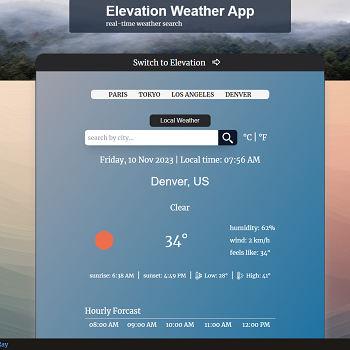 Elevation Weather App
real-time weather search
Switch to Elevation
PARIS TOKYO LOS ANGELES DENVER
Local Weather
search by city...
°C | °F
Friday, 10 Nov 2023 | Local time: 07:56 AM
Denver, US
Clear
34°
humidity: 62%
wind: 2 km/h
feels like: 34°
sunrise: 6:38 AM | sunset: 4:49 PM | Low: 28° | High: 41°
Hourly Forcast
08:00 AM 09:00 AM 10:00 AM 11:00 AM 12:00 PM